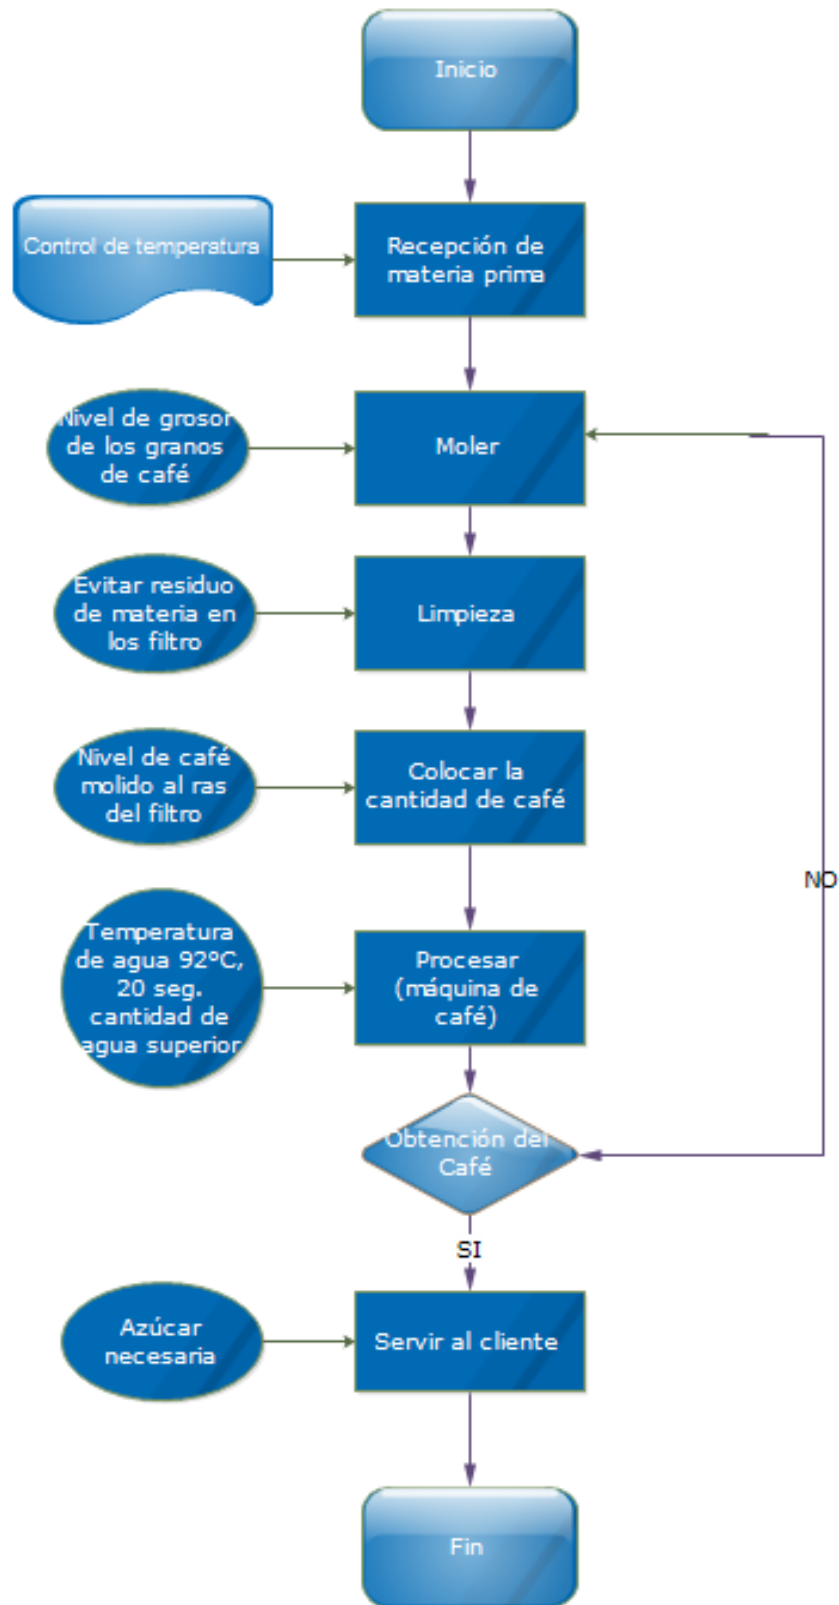 Inicio
Control de temperatura
Recepción de
materia prima
Nivel de grosor
de los granos
de café
Moler
Evitar residuo
de materia en
los filtro
Limpieza
Nivel de café
molido al ras
del filtro
Colocar la
cantidad de café
NO
Temperatura
de agua 92ºC,
20 seg.
cantidad de
agua superior
Procesar
(máquina de
café)
Obtención del
Café
SI
Azúcar
necesaria
Servir al cliente
Fin